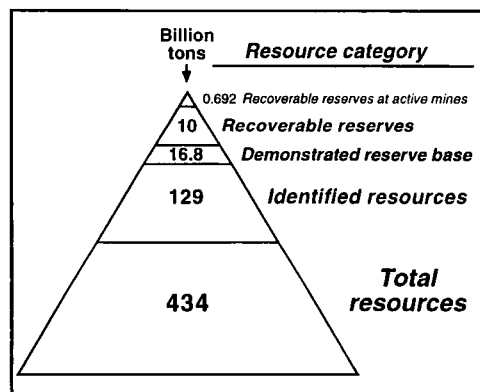 Billion
tons
Resource category
0.692 Recoverable reserves at active mines
10 Recoverable reserves
16.8 Demonstrated reserve base
129 Identified resources
434 Total
resources